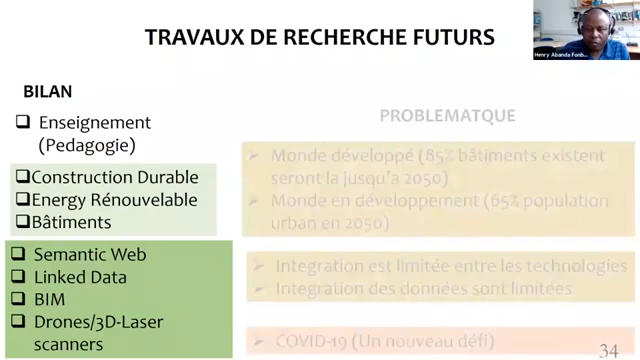 TRAVAUX DE RECHERCHE FUTURS
Henry Abanda Fonb...
BILAN
Enseignement
(Pedagogie)
Construction Durable
Energy Rénouvelable
Bâtiments
Semantic Web
Linked Data
BIM
Drones/3D-Laser
scanners
PROBLEMATQUE
Monde développé (85% bâtiments existent
seront la jusqu'a 2050)
Monde en développement (65% population
urban en 2050)
Integration est limitée entre les technologies
Integration des données sont limitées
COVID-19 (Un nouveau défi)
34